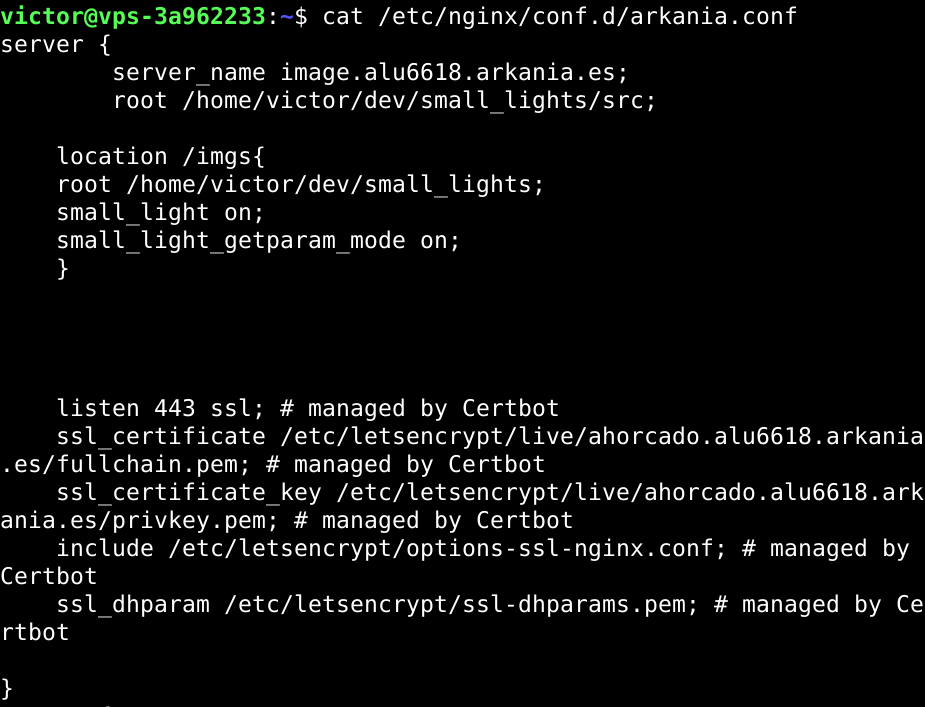 victor@vps-3a962233:~$ cat /etc/nginx/conf.d/arkania.conf
server {
        server_name image.alu6618.arkania.es;
        root /home/victor/dev/small_lights/src;
    location /imgs{
    root /home/victor/dev/small_lights;
    small_light on;
    small_light_getparam_mode on;
    }
    listen 443 ssl; # managed by Certbot
    ssl_certificate /etc/letsencrypt/live/ahorcado.alu6618.arkania
.es/fullchain.pem; # managed by Certbot
    ssl_certificate_key /etc/letsencrypt/live/ahorcado.alu6618.ark
ania.es/privkey.pem; # managed by Certbot
    include /etc/letsencrypt/options-ssl-nginx.conf; # managed by
Certbot
    ssl_dhparam /etc/letsencrypt/ssl-dhparams.pem; # managed by Ce
rtbot
}